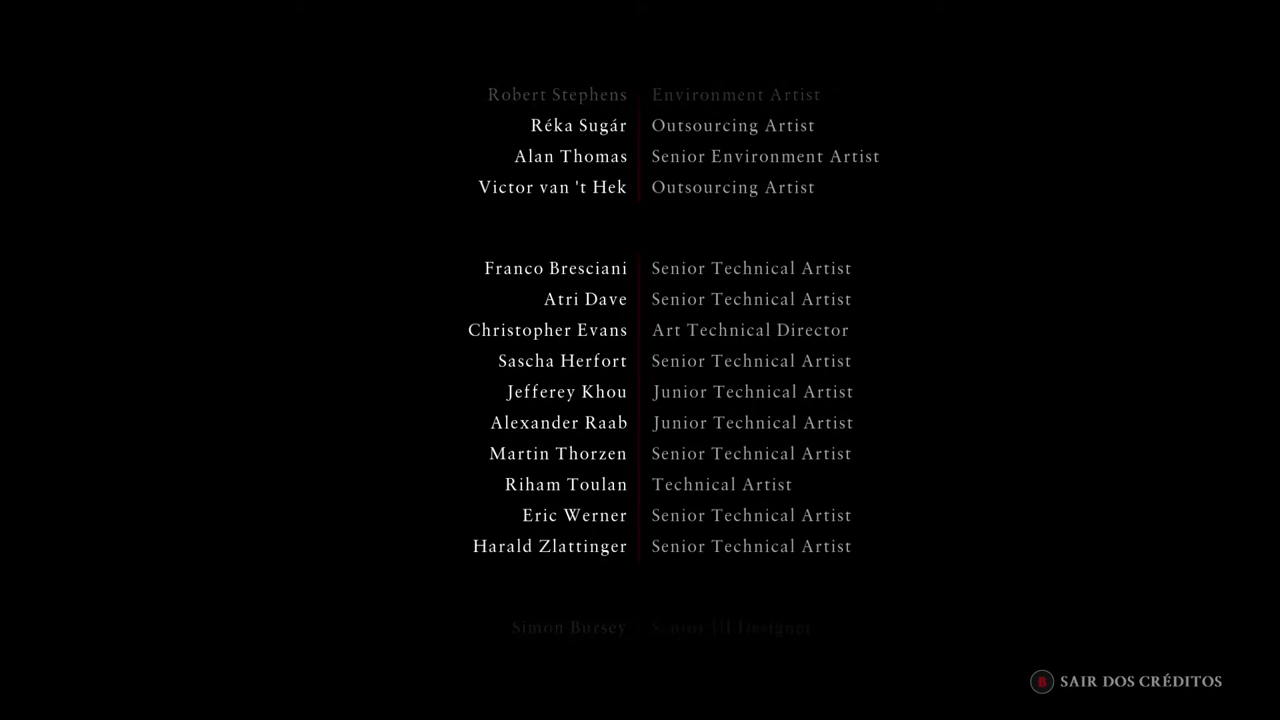 Robert Stephens Environment Artist
Réka Sugár Outsourcing Artist
Alan Thomas Senior Environment Artist
Victor van 't Hek Outsourcing Artist
Franco Bresciani Senior Technical Artist
Atri Dave Senior Technical Artist
Christopher Evans Art Technical Director
Sascha Herfort Senior Technical Artist
Jefferey Khou Junior Technical Artist
Alexander Raab Junior Technical Artist
Martin Thorzen Senior Technical Artist
Riham Toulan Technical Artist
Eric Werner Senior Technical Artist
Harald Zlattinger Senior Technical Artist
Simon Bursey Senior UI Designer
B SAIR DOS CRÉDITOS